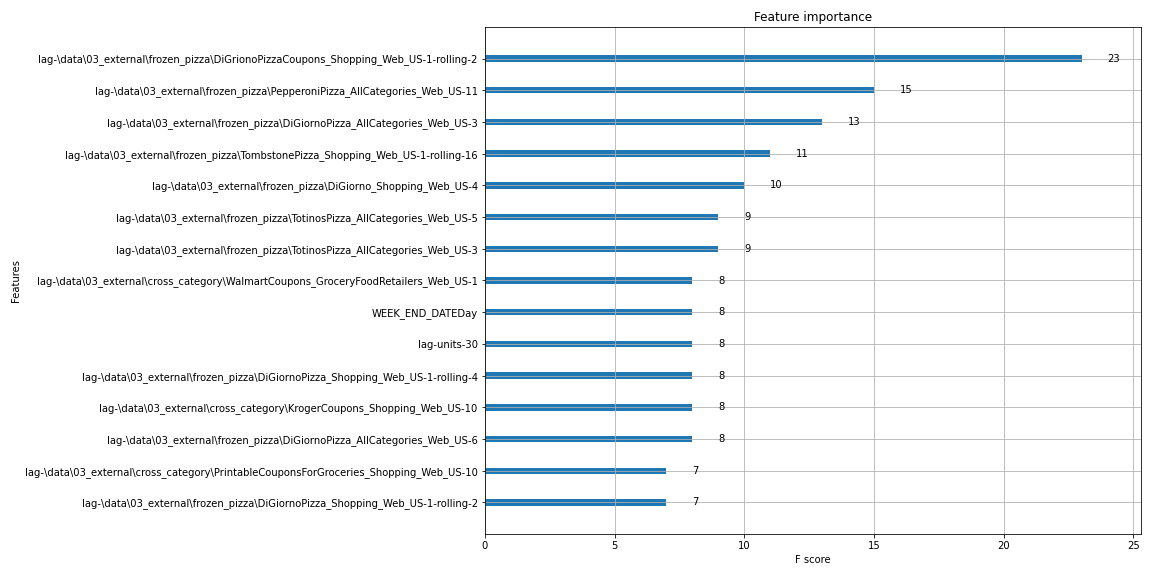 Feature importance
lag-\data\03_external\frozen_pizza\DiGrionoPizzaCoupons_Shopping_Web_US-1-rolling-2 23
lag-\data\03_external\frozen_pizza\PepperoniPizza_AllCategories_Web_US-11 15
lag-\data\03_external\frozen_pizza\DiGiornoPizza_AllCategories_Web_US-3 13
lag-\data\03_external\frozen_pizza\TombstonePizza_Shopping_Web_US-1-rolling-16 11
lag-\data\03_external\frozen_pizza\DiGiorno_Shopping_Web_US-4 10
lag-\data\03_external\frozen_pizza\TotinosPizza_AllCategories_Web_US-5 9
lag-\data\03_external\frozen_pizza\TotinosPizza_AllCategories_Web_US-3 9
lag-\data\03_external\cross_category\WalmartCoupons_GroceryFoodRetailers_Web_US-1 8
WEEK_END_DATEDay 8
lag-units-30 8
lag-\data\03_external\frozen_pizza\DiGiornoPizza_Shopping_Web_US-1-rolling-4 8
lag-\data\03_external\cross_category\KrogerCoupons_Shopping_Web_US-10 8
lag-\data\03_external\frozen_pizza\DiGiornoPizza_AllCategories_Web_US-6 8
lag-\data\03_external\cross_category\PrintableCouponsForGroceries_Shopping_Web_US-10 7
lag-\data\03_external\frozen_pizza\DiGiornoPizza_Shopping_Web_US-1-rolling-2 7
Features
0 5 10 15 20 25
F score